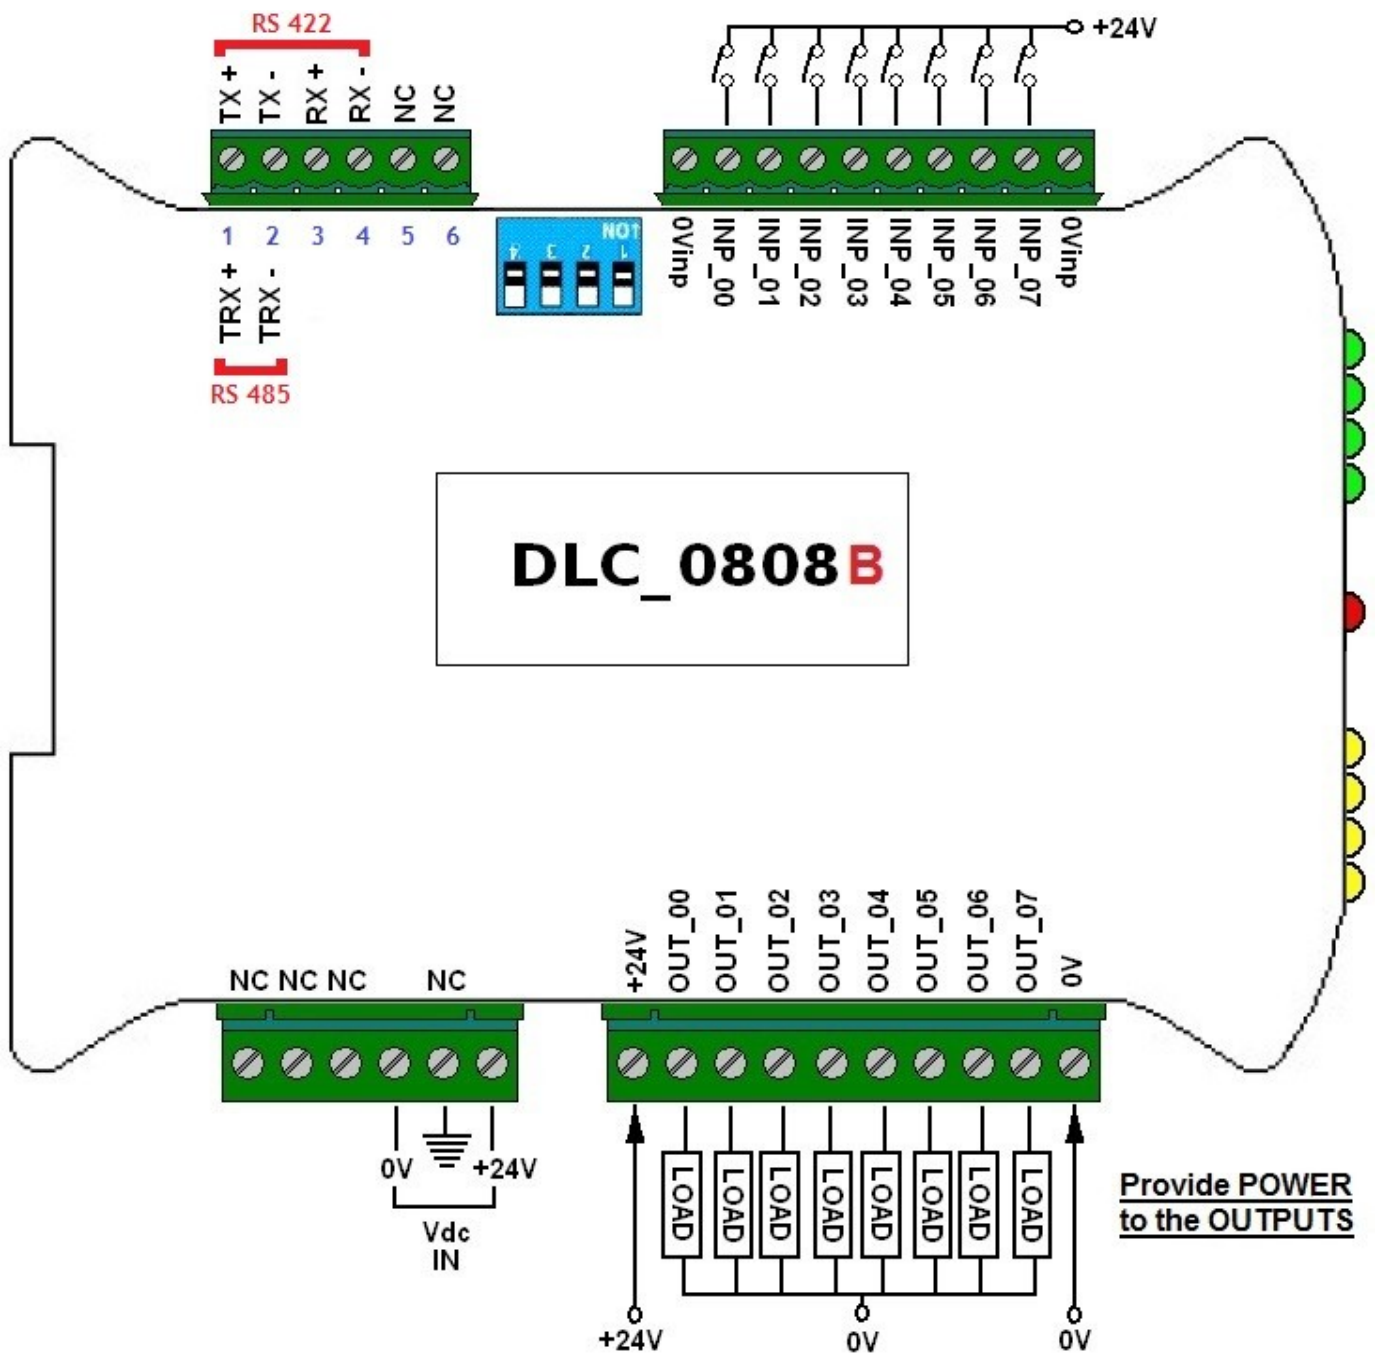 RS 422
+24V
TX +
TX -
RX +
RX -
NC
NC
1 2 3 4 5 6
TRX +
TRX -
RS 485
↑ON
4 3 2 1
0Vinp
INP_00
INP_01
INP_02
INP_03
INP_04
INP_05
INP_06
INP_07
0Vinp
DLC_0808B
NC NC NC NC
+24V
OUT_00
OUT_01
OUT_02
OUT_03
OUT_04
OUT_05
OUT_06
OUT_07
0V
0V +24V
Vdc
IN
LOAD
LOAD
LOAD
LOAD
LOAD
LOAD
LOAD
LOAD
Provide POWER
to the OUTPUTS
+24V 0V 0V